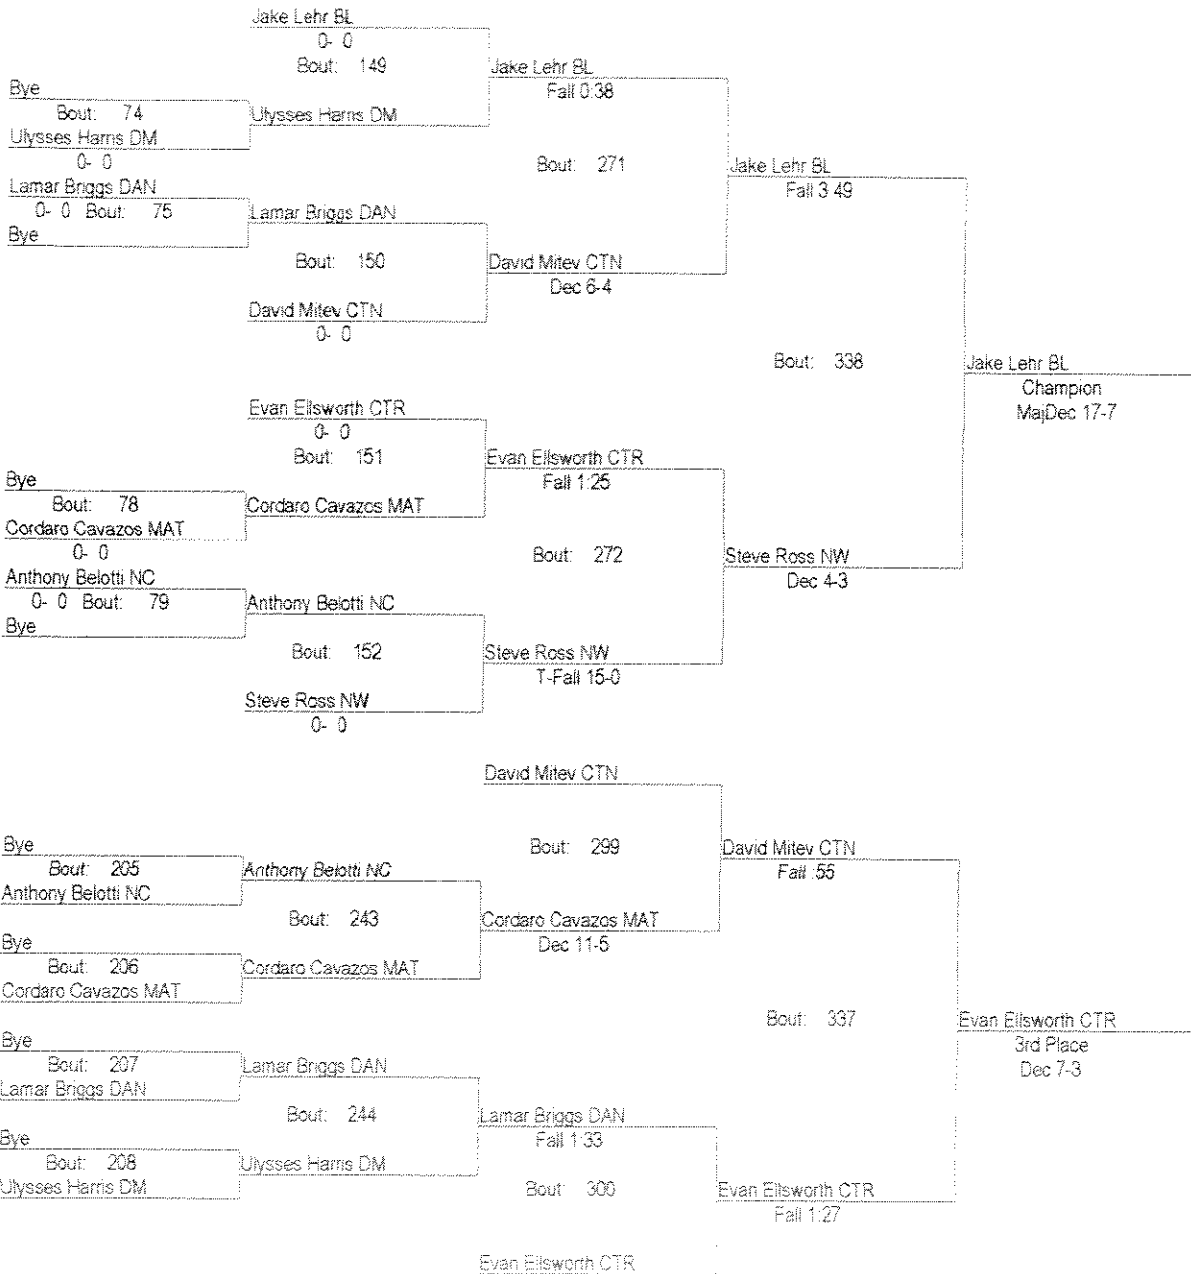 Jake Lehr BL
0- 0
Bout: 149
Jake Lehr BL
Fall 0:38
Bye
Bout: 74
Ulysses Harris DM
Ulysses Harris DM
0- 0
Bout: 271
Jake Lehr BL
Fall 3:49
Lamar Briggs DAN
0- 0 Bout: 75
Lamar Briggs DAN
Bye
Bout: 150
David Mitev CTN
Dec 6-4
David Mitev CTN
0- 0
Bout: 338
Jake Lehr BL
Champion
MajDec 17-7
Evan Ellsworth CTR
0- 0
Bout: 151
Evan Ellsworth CTR
Fall 1:25
Bye
Bout: 78
Cordaro Cavazos MAT
Cordaro Cavazos MAT
0- 0
Bout: 272
Steve Ross NW
Dec 4-3
Anthony Belotti NC
0- 0 Bout: 79
Anthony Belotti NC
Bye
Bout: 152
Steve Ross NW
T-Fall 15-0
Steve Ross NW
0- 0
David Mitev CTN
Bout: 299
David Mitev CTN
Fall :55
Bye
Bout: 205
Anthony Belotti NC
Anthony Belotti NC
Bout: 243
Cordaro Cavazos MAT
Dec 11-5
Bye
Bout: 206
Cordaro Cavazos MAT
Cordaro Cavazos MAT
Bout: 337
Evan Ellsworth CTR
3rd Place
Dec 7-3
Bye
Bout: 207
Lamar Briggs DAN
Lamar Briggs DAN
Bout: 244
Lamar Briggs DAN
Fall 1:33
Bye
Bout: 208
Ulysses Harris DM
Ulysses Harris DM
Bout: 300
Evan Ellsworth CTR
Fall 1:27
Evan Ellsworth CTR